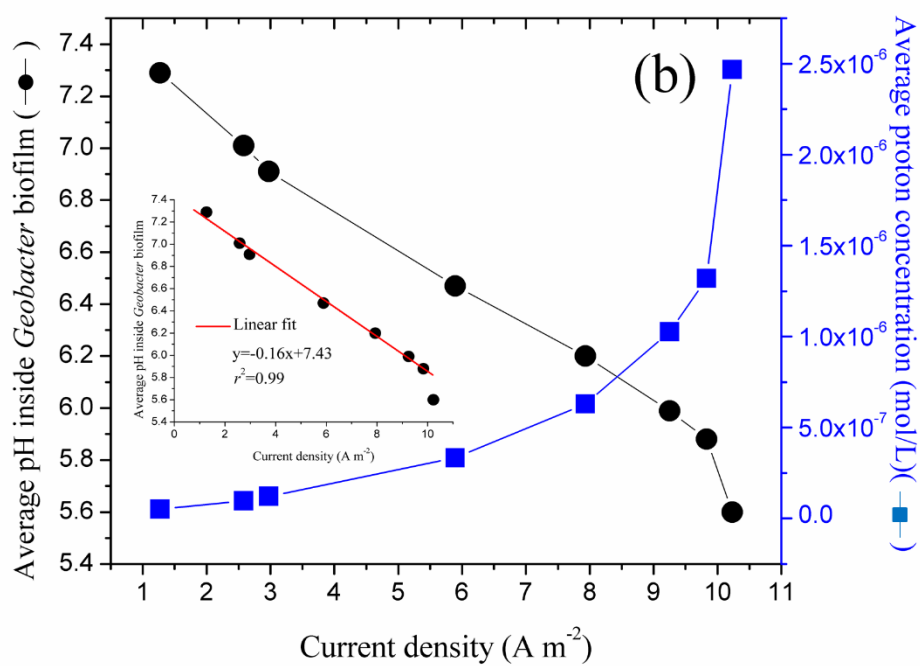 (b)
Average pH inside Geobacter biofilm (—●—)
7.4
7.2
7.0
6.8
6.6
6.4
6.2
6.0
5.8
5.6
5.4
1 2 3 4 5 6 7 8 9 10 11
Current density (A m⁻²)
Average proton concentration (mol/L)(—■—)
2.5x10⁻⁶
2.0x10⁻⁶
1.5x10⁻⁶
1.0x10⁻⁶
5.0x10⁻⁷
0.0
Average pH inside Geobacter biofilm
7.4
7.2
7.0
6.8
6.6
6.4
6.2
6.0
5.8
5.6
5.4
0 2 4 6 8 10
Current density (A m⁻²)
Linear fit
y=-0.16x+7.43
r²=0.99